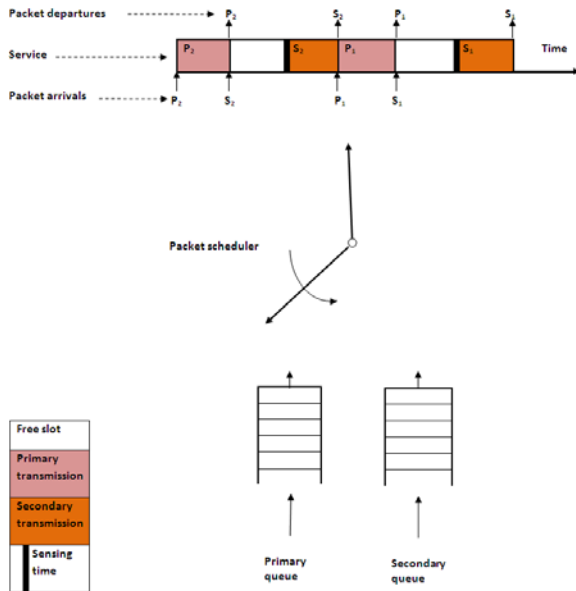 Packet departures P2 S2 P1 S1
Service P2 S2 P1 S1 Time
Packet arrivals P2 S2 P1 S1
Packet scheduler
Free slot
Primary
transmission
Secondary
transmission
Sensing
time
Primary
queue
Secondary
queue